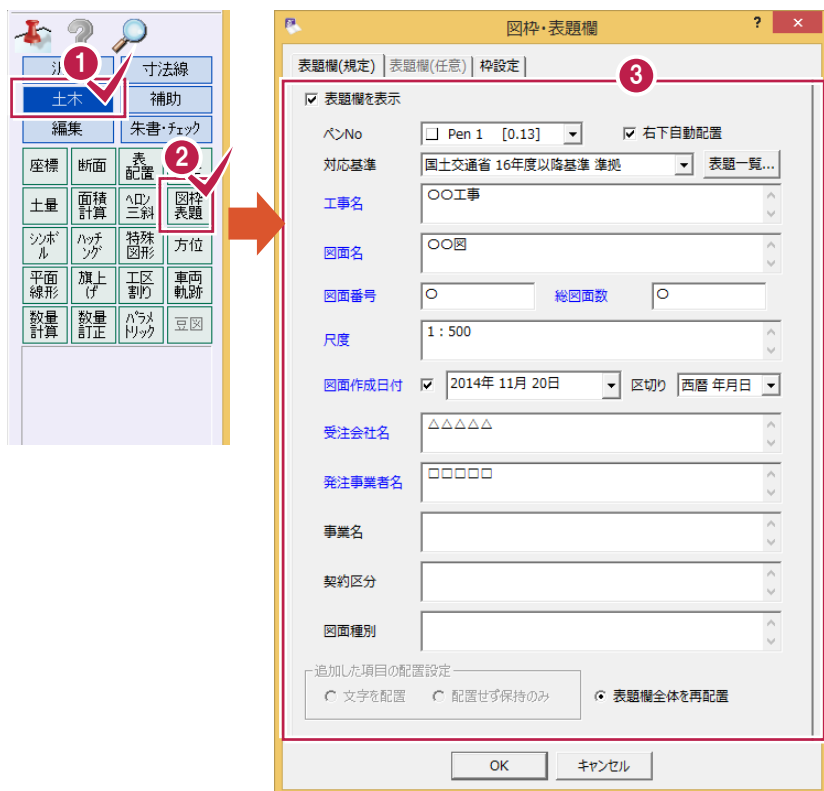 1
寸法線
土木
補助
編集
朱書・チェック
2
座標
断面
表
配置
土量
面積
計算
ヘロン
三斜
図枠
表題
シンボ
ル
ハッチ
ング
特殊
図形
方位
平面
線形
旗上
げ
工区
割り
車両
軌跡
数量
計算
数量
訂正
パラメ
トリック
豆図
図枠・表題欄
? ×
表題欄(規定) 表題欄(任意) 枠設定
3
表題欄を表示
ペンNo Pen 1 [0.13] 右下自動配置
対応基準 国土交通省 16年度以降基準 準拠 表題一覧...
工事名 〇〇工事
図面名 〇〇図
図面番号 〇 総図面数 〇
尺度 1：500
図面作成日付 2014年 11月 20日 区切り 西暦 年月日
受注会社名 △△△△△
発注事業者名 □□□□□
事業名
契約区分
図面種別
追加した項目の配置設定
文字を配置 配置せず保持のみ 表題欄全体を再配置
OK キャンセル